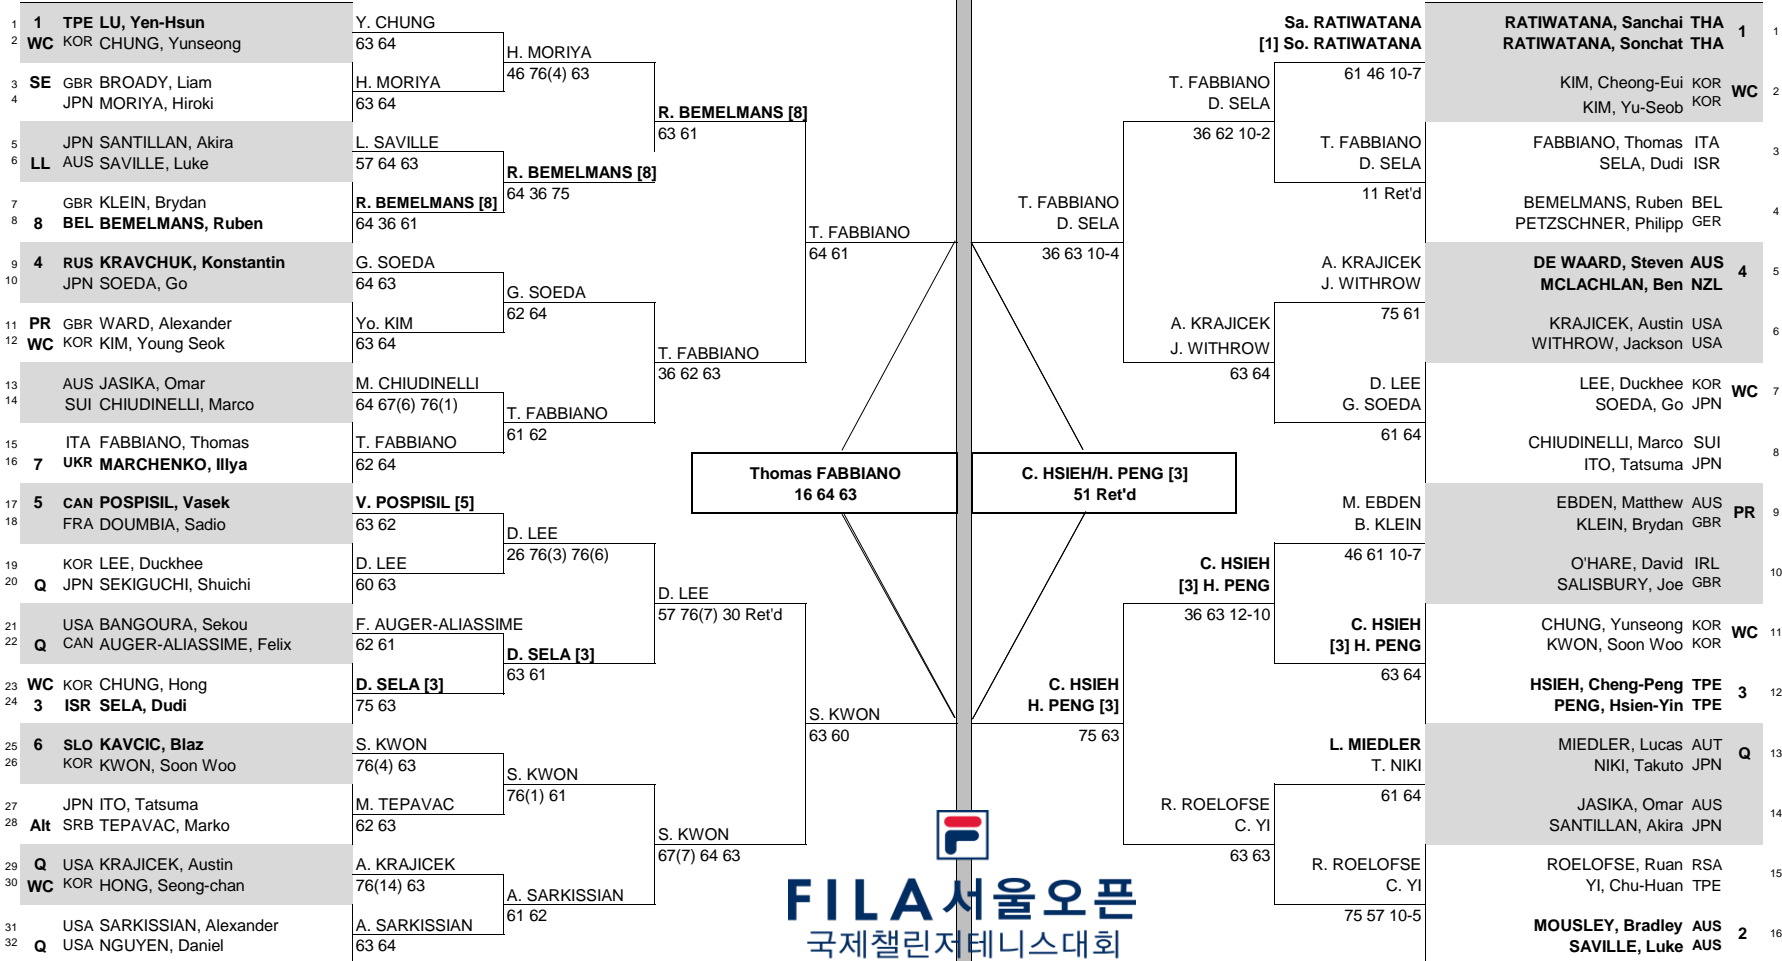 1 1 TPE LU, Yen-Hsun
2 WC KOR CHUNG, Yunseong
3 SE GBR BROADY, Liam
4 JPN MORIYA, Hiroki
5 JPN SANTILLAN, Akira
6 LL AUS SAVILLE, Luke
7 GBR KLEIN, Brydan
8 8 BEL BEMELMANS, Ruben
9 4 RUS KRAVCHUK, Konstantin
10 JPN SOEDA, Go
11 PR GBR WARD, Alexander
12 WC KOR KIM, Young Seok
13 AUS JASIKA, Omar
14 SUI CHIUDINELLI, Marco
15 ITA FABBIANO, Thomas
16 7 UKR MARCHENKO, Illya
17 5 CAN POSPISIL, Vasek
18 FRA DOUMBIA, Sadio
19 KOR LEE, Duckhee
20 Q JPN SEKIGUCHI, Shuichi
21 USA BANGOURA, Sekou
22 Q CAN AUGER-ALIASSIME, Felix
23 WC KOR CHUNG, Hong
24 3 ISR SELA, Dudi
25 6 SLO KAVCIC, Blaz
26 KOR KWON, Soon Woo
27 JPN ITO, Tatsuma
28 Alt SRB TEPAVAC, Marko
29 Q USA KRAJICEK, Austin
30 WC KOR HONG, Seong-chan
31 USA SARKISSIAN, Alexander
32 Q USA NGUYEN, Daniel
Y. CHUNG
63 64
H. MORIYA
63 64
L. SAVILLE
57 64 63
R. BEMELMANS [8]
64 36 61
G. SOEDA
64 63
Yo. KIM
63 64
M. CHIUDINELLI
64 67(6) 76(1)
T. FABBIANO
62 64
V. POSPISIL [5]
63 62
D. LEE
60 63
F. AUGER-ALIASSIME
62 61
D. SELA [3]
75 63
S. KWON
76(4) 63
M. TEPAVAC
62 63
A. KRAJICEK
76(14) 63
A. SARKISSIAN
63 64
H. MORIYA
46 76(4) 63
R. BEMELMANS [8]
64 36 75
G. SOEDA
62 64
T. FABBIANO
61 62
D. LEE
26 76(3) 76(6)
D. SELA [3]
63 61
S. KWON
76(1) 61
A. SARKISSIAN
61 62
R. BEMELMANS [8]
63 61
T. FABBIANO
36 62 63
D. LEE
57 76(7) 30 Ret'd
S. KWON
67(7) 64 63
T. FABBIANO
64 61
S. KWON
63 60
Thomas FABBIANO
16 64 63
C. HSIEH/H. PENG [3]
51 Ret'd
T. FABBIANO
D. SELA
36 63 10-4
C. HSIEH
H. PENG [3]
75 63
T. FABBIANO
D. SELA
36 62 10-2
A. KRAJICEK
J. WITHROW
63 64
C. HSIEH
[3] H. PENG
36 63 12-10
R. ROELOFSE
C. YI
63 63
Sa. RATIWATANA
[1] So. RATIWATANA
61 46 10-7
T. FABBIANO
D. SELA
11 Ret'd
A. KRAJICEK
J. WITHROW
75 61
D. LEE
G. SOEDA
61 64
M. EBDEN
B. KLEIN
46 61 10-7
C. HSIEH
[3] H. PENG
63 64
L. MIEDLER
T. NIKI
61 64
R. ROELOFSE
C. YI
75 57 10-5
RATIWATANA, Sanchai THA 1 1
RATIWATANA, Sonchat THA
KIM, Cheong-Eui KOR WC 2
KIM, Yu-Seob KOR
FABBIANO, Thomas ITA 3
SELA, Dudi ISR
BEMELMANS, Ruben BEL 4
PETZSCHNER, Philipp GER
DE WAARD, Steven AUS 4 5
MCLACHLAN, Ben NZL
KRAJICEK, Austin USA 6
WITHROW, Jackson USA
LEE, Duckhee KOR WC 7
SOEDA, Go JPN
CHIUDINELLI, Marco SUI 8
ITO, Tatsuma JPN
EBDEN, Matthew AUS PR 9
KLEIN, Brydan GBR
O'HARE, David IRL 10
SALISBURY, Joe GBR
CHUNG, Yunseong KOR WC 11
KWON, Soon Woo KOR
HSIEH, Cheng-Peng TPE 3 12
PENG, Hsien-Yin TPE
MIEDLER, Lucas AUT Q 13
NIKI, Takuto JPN
JASIKA, Omar AUS 14
SANTILLAN, Akira JPN
ROELOFSE, Ruan RSA 15
YI, Chu-Huan TPE
MOUSLEY, Bradley AUS 2 16
SAVILLE, Luke AUS
F
FILA 서울오픈
국제챌린저테니스대회